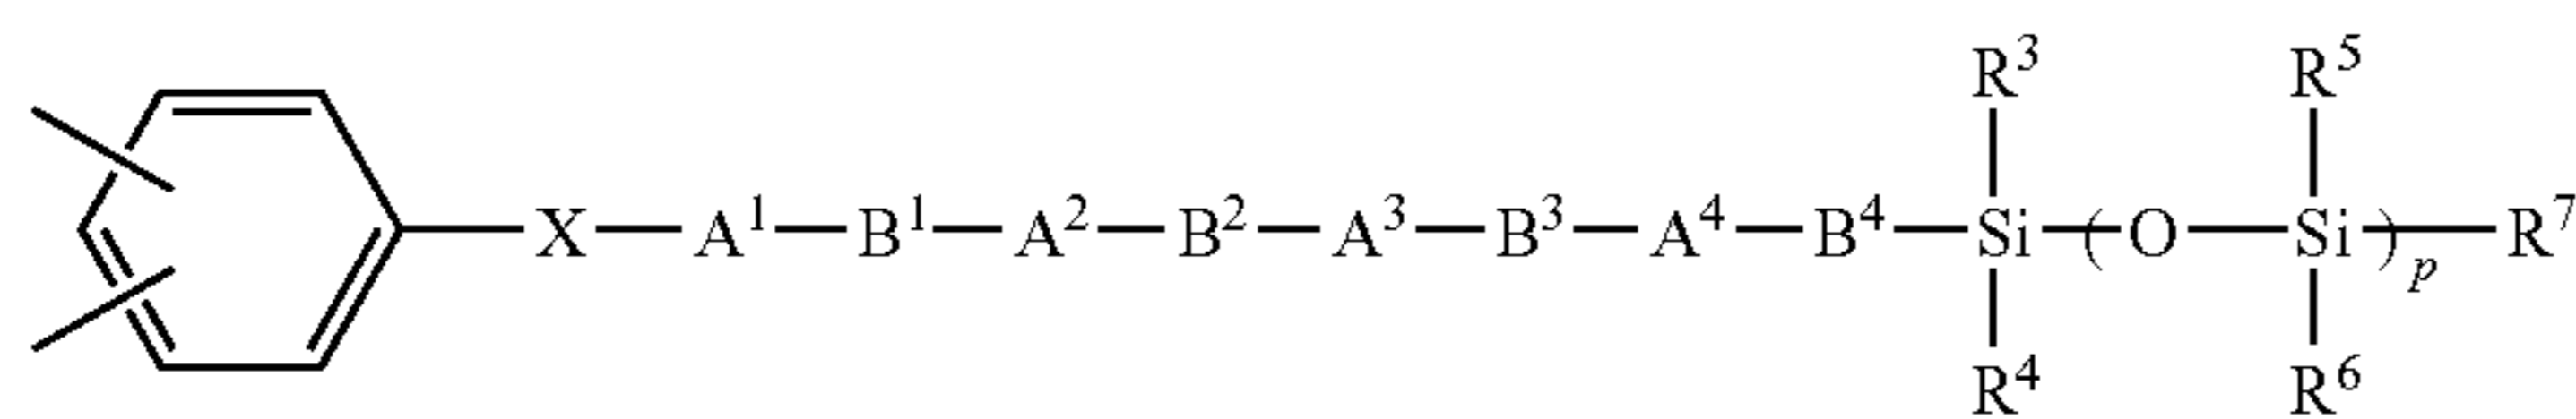 R³ R⁵
X—A¹—B¹—A²—B²—A³—B³—A⁴—B⁴—Si—(O—Si)ₚ—R⁷
R⁴ R⁶